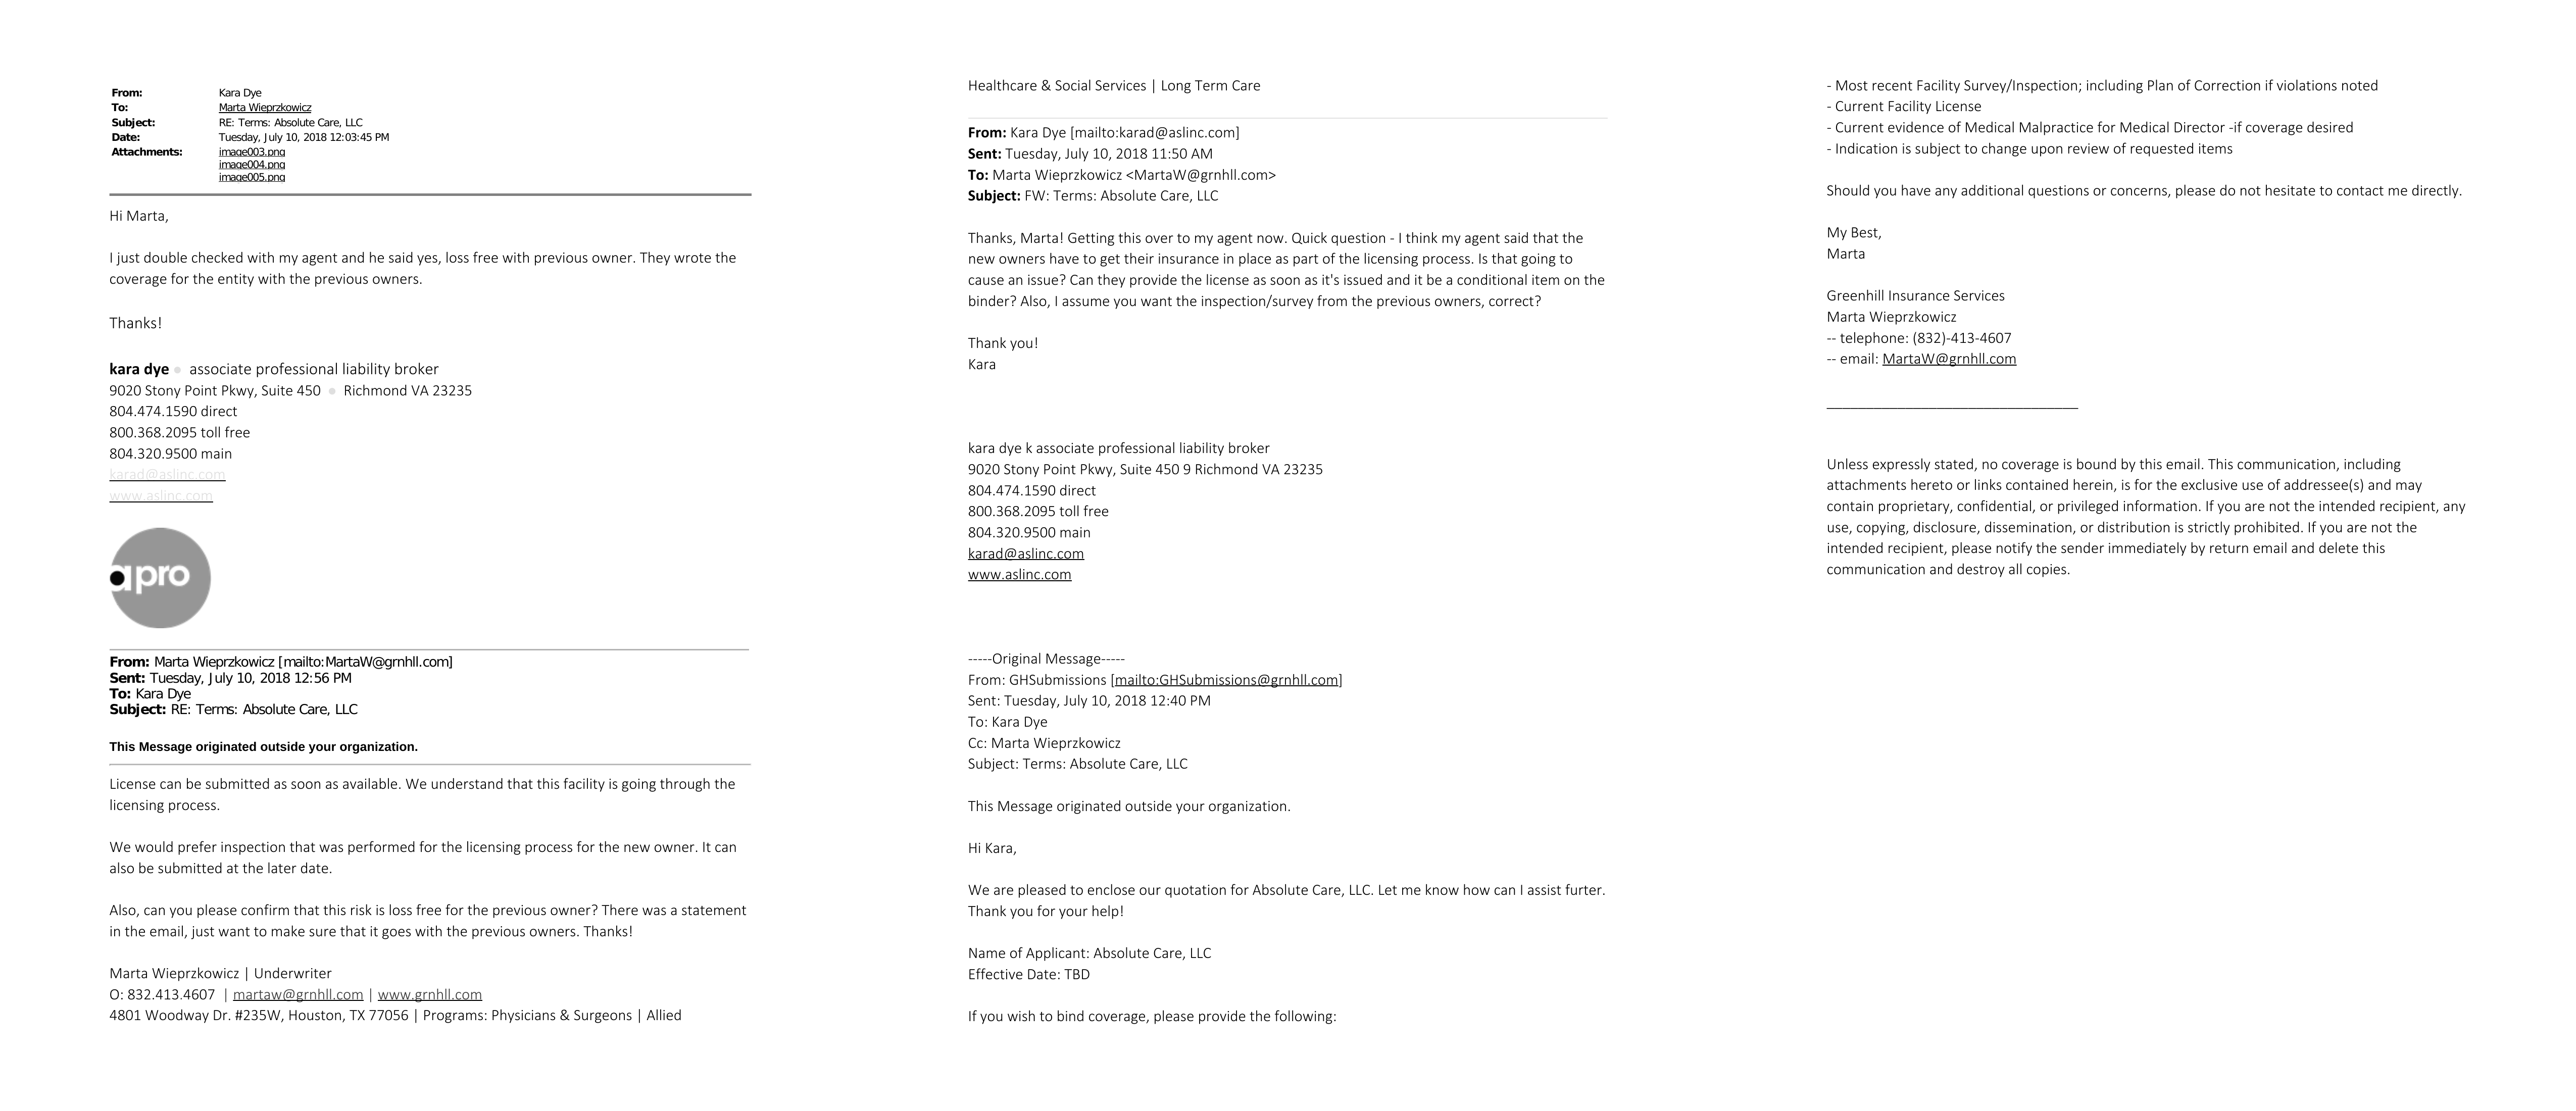 From: Kara Dye
To: Marta Wieprzkowicz
Subject: RE: Terms: Absolute Care, LLC
Date: Tuesday, July 10, 2018 12:03:45 PM
Attachments: image003.png
image004.png
image005.png
Hi Marta,
I just double checked with my agent and he said yes, loss free with previous owner. They wrote the
coverage for the entity with the previous owners.
Thanks!
kara dye ● associate professional liability broker
9020 Stony Point Pkwy, Suite 450 ● Richmond VA 23235
804.474.1590 direct
800.368.2095 toll free
804.320.9500 main
karad@aslinc.com
www.aslinc.com
apro
From: Marta Wieprzkowicz [mailto:MartaW@grnhll.com]
Sent: Tuesday, July 10, 2018 12:56 PM
To: Kara Dye
Subject: RE: Terms: Absolute Care, LLC
This Message originated outside your organization.
License can be submitted as soon as available. We understand that this facility is going through the
licensing process.
We would prefer inspection that was performed for the licensing process for the new owner. It can
also be submitted at the later date.
Also, can you please confirm that this risk is loss free for the previous owner? There was a statement
in the email, just want to make sure that it goes with the previous owners. Thanks!
Marta Wieprzkowicz | Underwriter
O: 832.413.4607 | martaw@grnhll.com | www.grnhll.com
4801 Woodway Dr. #235W, Houston, TX 77056 | Programs: Physicians & Surgeons | Allied
Healthcare & Social Services | Long Term Care
From: Kara Dye [mailto:karad@aslinc.com]
Sent: Tuesday, July 10, 2018 11:50 AM
To: Marta Wieprzkowicz <MartaW@grnhll.com>
Subject: FW: Terms: Absolute Care, LLC
Thanks, Marta! Getting this over to my agent now. Quick question - I think my agent said that the
new owners have to get their insurance in place as part of the licensing process. Is that going to
cause an issue? Can they provide the license as soon as it's issued and it be a conditional item on the
binder? Also, I assume you want the inspection/survey from the previous owners, correct?
Thank you!
Kara
kara dye k associate professional liability broker
9020 Stony Point Pkwy, Suite 450 9 Richmond VA 23235
804.474.1590 direct
800.368.2095 toll free
804.320.9500 main
karad@aslinc.com
www.aslinc.com
-----Original Message-----
From: GHSubmissions [mailto:GHSubmissions@grnhll.com]
Sent: Tuesday, July 10, 2018 12:40 PM
To: Kara Dye
Cc: Marta Wieprzkowicz
Subject: Terms: Absolute Care, LLC
This Message originated outside your organization.
Hi Kara,
We are pleased to enclose our quotation for Absolute Care, LLC. Let me know how can I assist furter.
Thank you for your help!
Name of Applicant: Absolute Care, LLC
Effective Date: TBD
If you wish to bind coverage, please provide the following:
- Most recent Facility Survey/Inspection; including Plan of Correction if violations noted
- Current Facility License
- Current evidence of Medical Malpractice for Medical Director -if coverage desired
- Indication is subject to change upon review of requested items
Should you have any additional questions or concerns, please do not hesitate to contact me directly.
My Best,
Marta
Greenhill Insurance Services
Marta Wieprzkowicz
-- telephone: (832)-413-4607
-- email: MartaW@grnhll.com
________________________________
Unless expressly stated, no coverage is bound by this email. This communication, including
attachments hereto or links contained herein, is for the exclusive use of addressee(s) and may
contain proprietary, confidential, or privileged information. If you are not the intended recipient, any
use, copying, disclosure, dissemination, or distribution is strictly prohibited. If you are not the
intended recipient, please notify the sender immediately by return email and delete this
communication and destroy all copies.